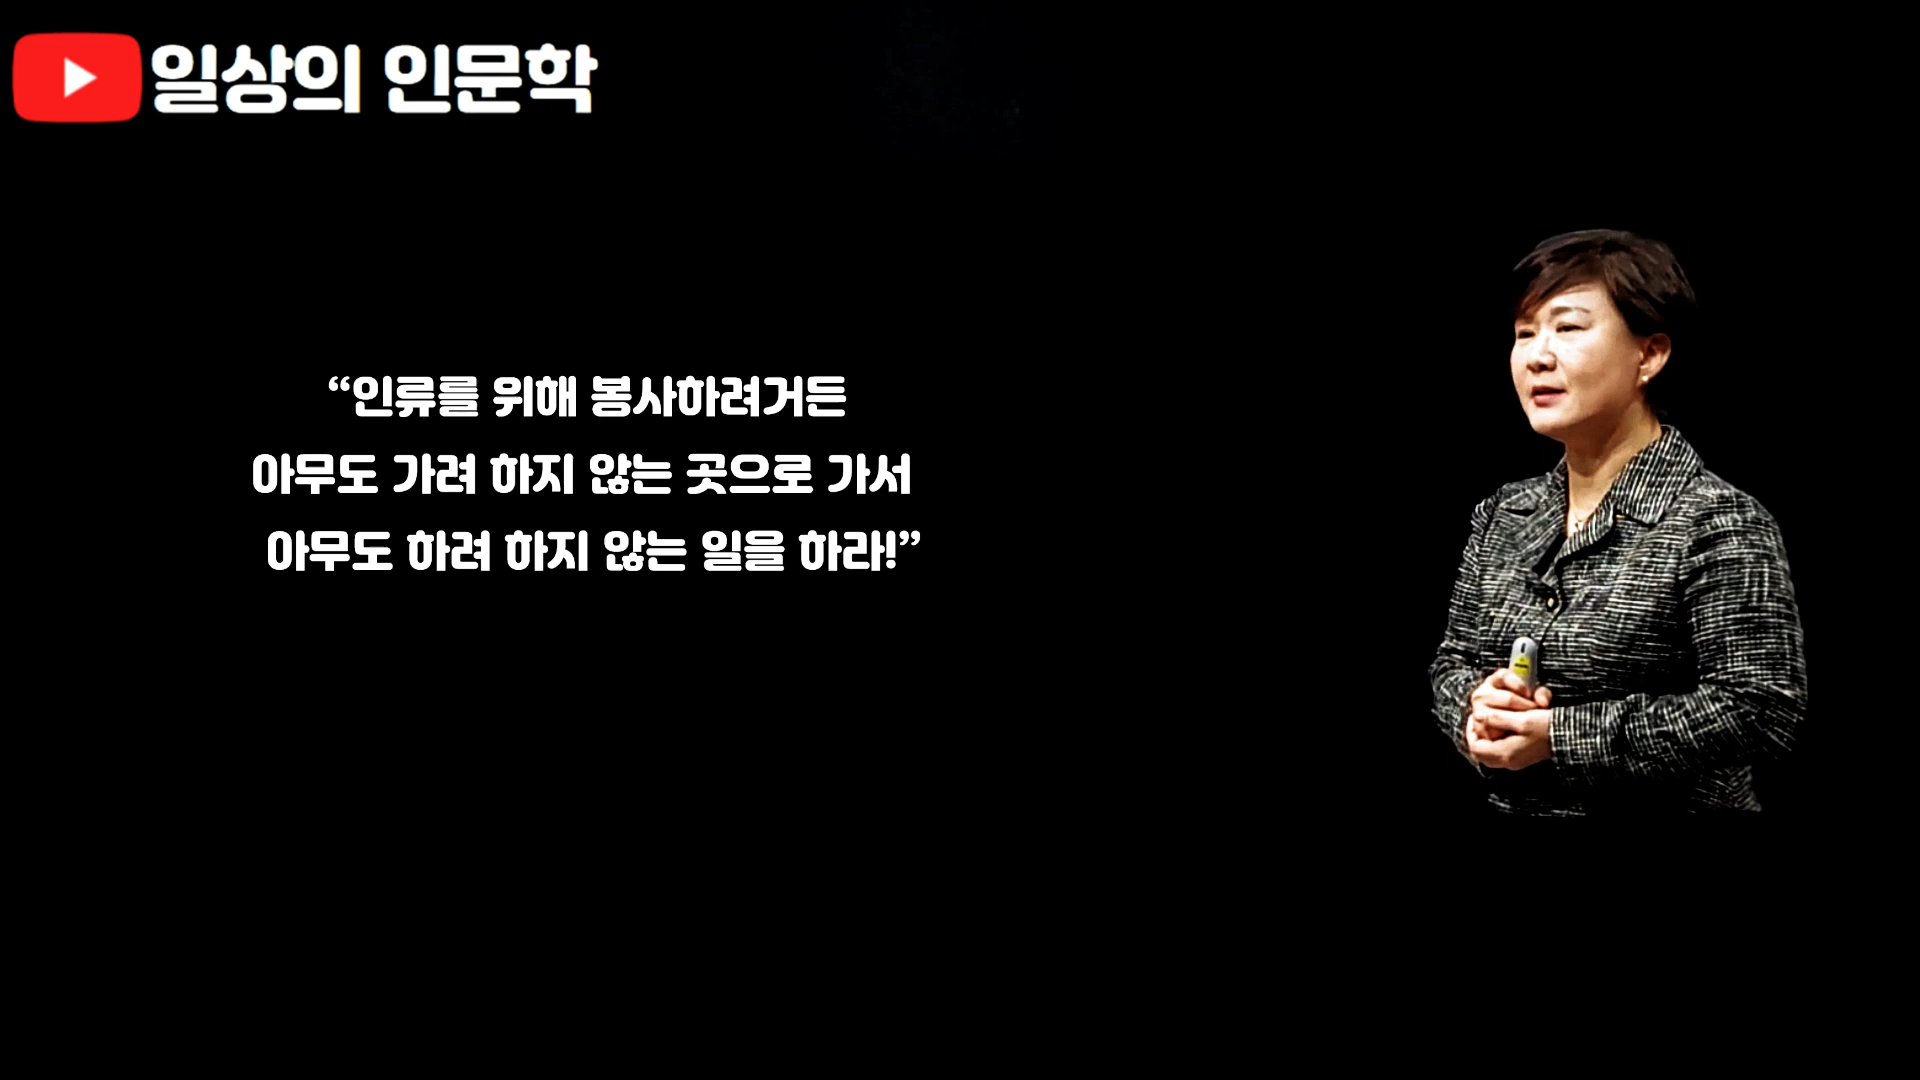 일상의 인문학
“인류를 위해 봉사하려거든
아무도 가려 하지 않는 곳으로 가서
아무도 하려 하지 않는 일을 하라!”